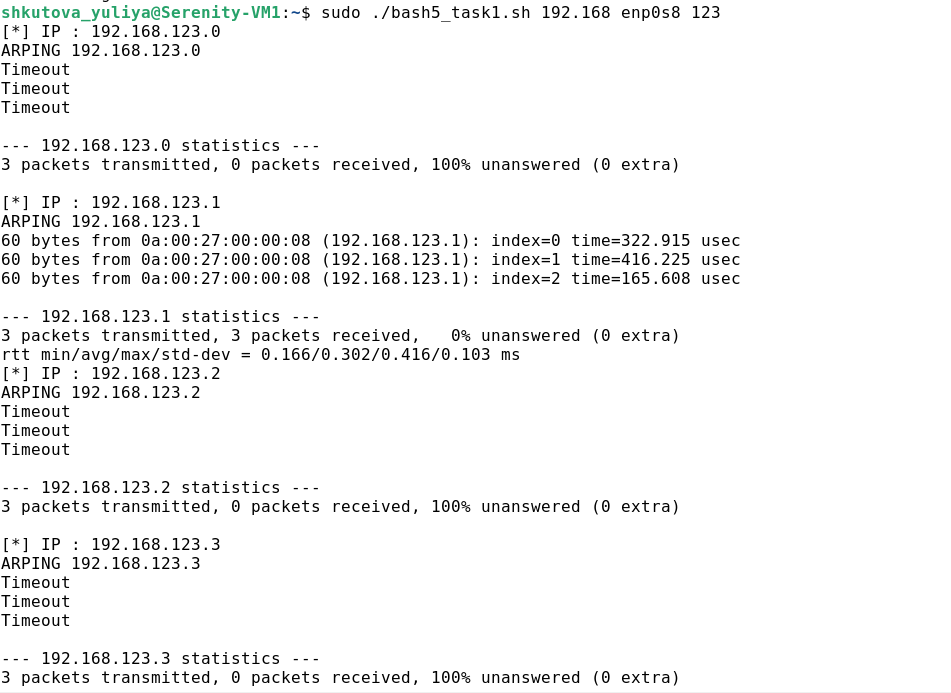 shkutova_yuliya@Serenity-VM1:~$ sudo ./bash5_task1.sh 192.168 enp0s8 123
[*] IP : 192.168.123.0
ARPING 192.168.123.0
Timeout
Timeout
Timeout

--- 192.168.123.0 statistics ---
3 packets transmitted, 0 packets received, 100% unanswered (0 extra)

[*] IP : 192.168.123.1
ARPING 192.168.123.1
60 bytes from 0a:00:27:00:00:08 (192.168.123.1): index=0 time=322.915 usec
60 bytes from 0a:00:27:00:00:08 (192.168.123.1): index=1 time=416.225 usec
60 bytes from 0a:00:27:00:00:08 (192.168.123.1): index=2 time=165.608 usec

--- 192.168.123.1 statistics ---
3 packets transmitted, 3 packets received,   0% unanswered (0 extra)
rtt min/avg/max/std-dev = 0.166/0.302/0.416/0.103 ms
[*] IP : 192.168.123.2
ARPING 192.168.123.2
Timeout
Timeout
Timeout

--- 192.168.123.2 statistics ---
3 packets transmitted, 0 packets received, 100% unanswered (0 extra)

[*] IP : 192.168.123.3
ARPING 192.168.123.3
Timeout
Timeout
Timeout

--- 192.168.123.3 statistics ---
3 packets transmitted, 0 packets received, 100% unanswered (0 extra)